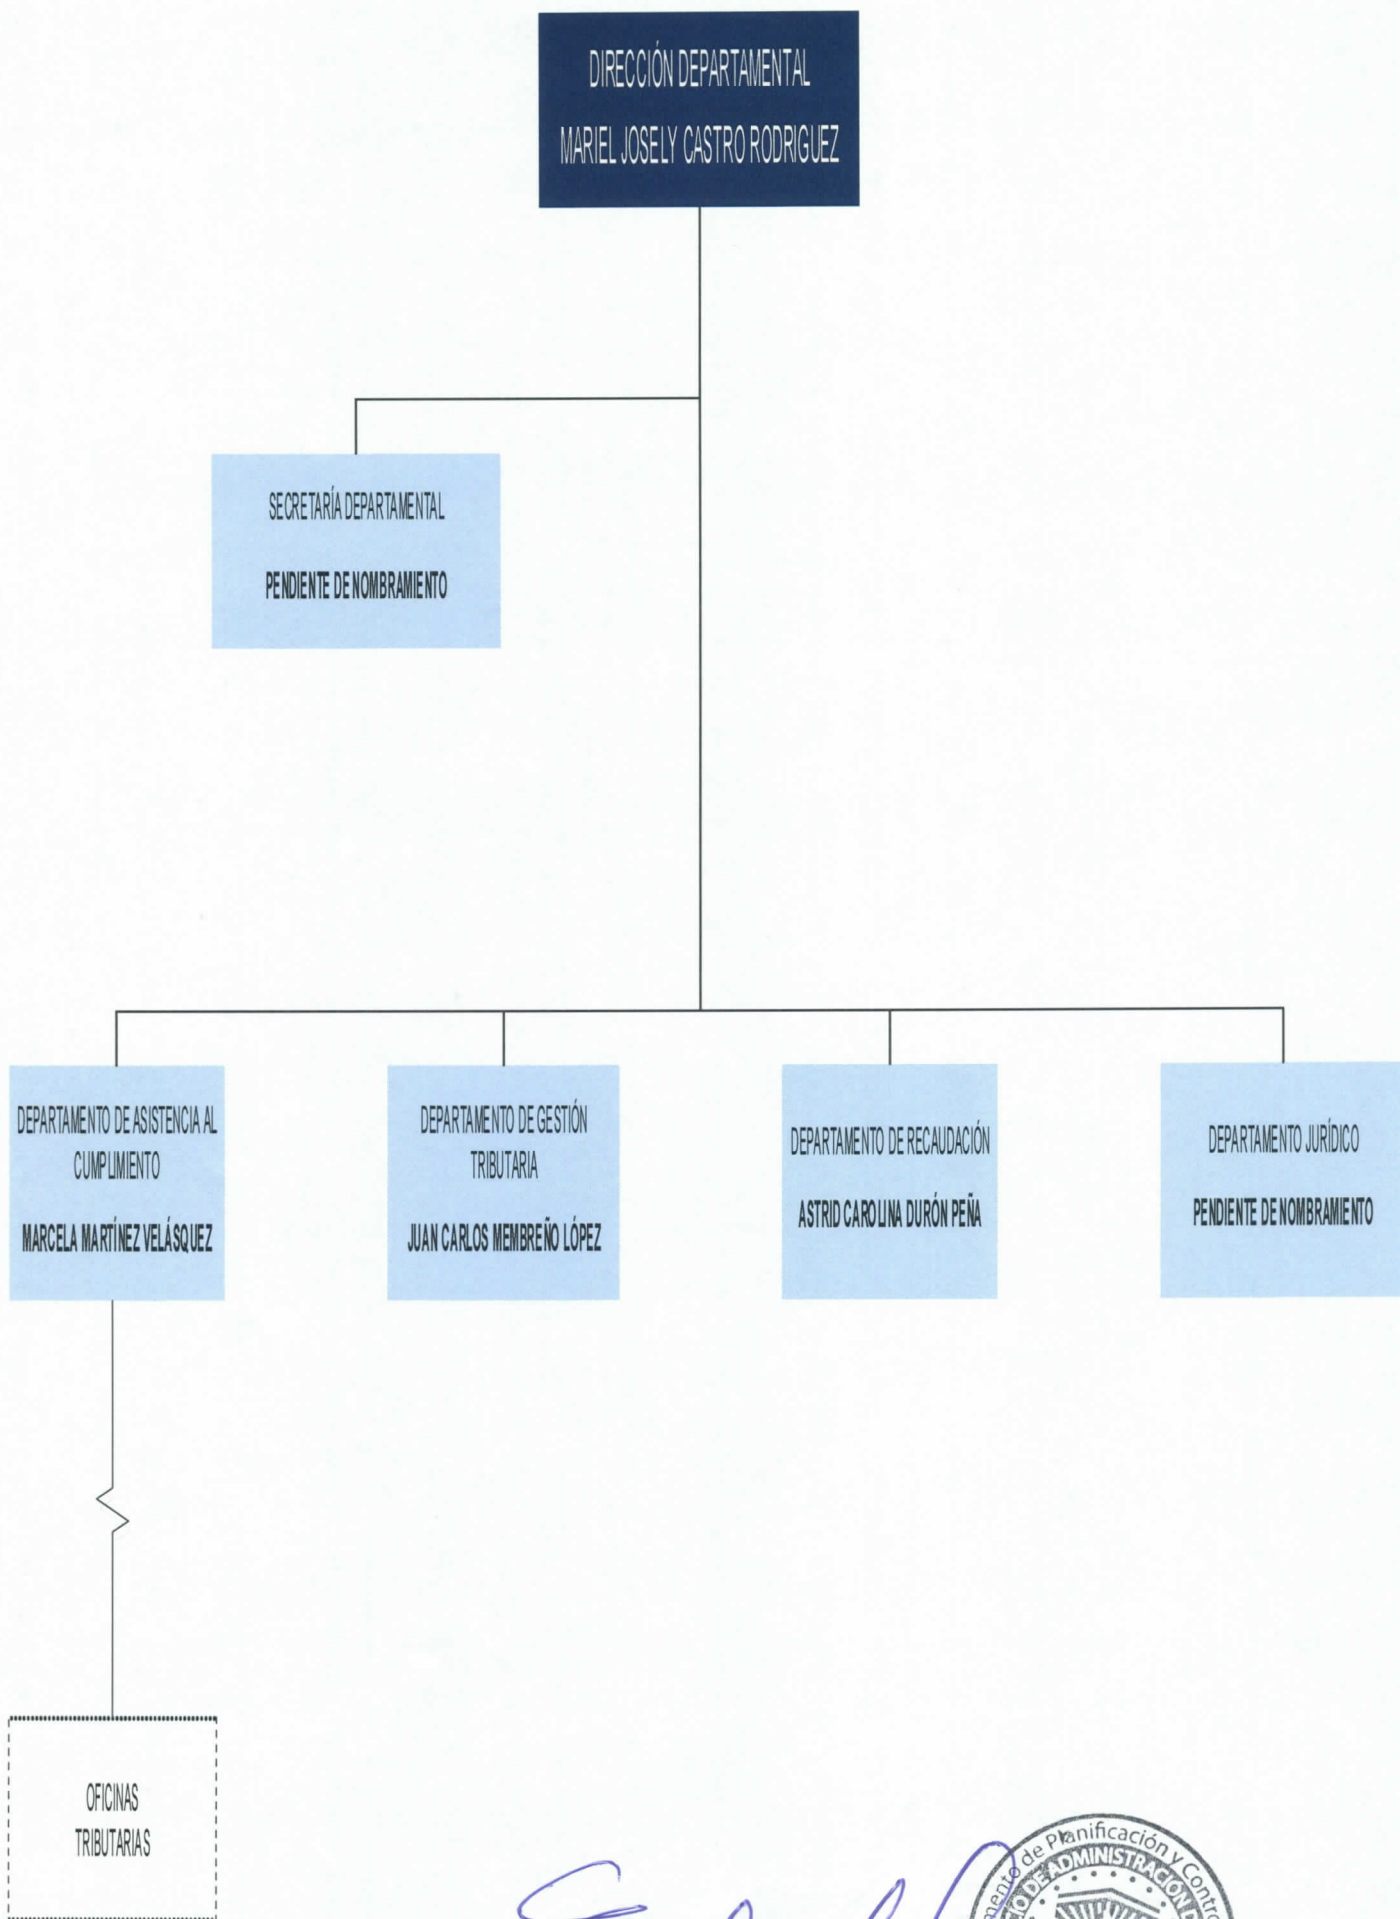 DIRECCIÓN DEPARTAMENTAL
MARIEL JOSELY CASTRO RODRIGUEZ
SECRETARÍA DEPARTAMENTAL
PENDIENTE DE NOMBRAMIENTO
DEPARTAMENTO DE ASISTENCIA AL
CUMPLIMIENTO
MARCELA MARTÍNEZ VELÁSQUEZ
DEPARTAMENTO DE GESTIÓN
TRIBUTARIA
JUAN CARLOS MEMBREÑO LÓPEZ
DEPARTAMENTO DE RECAUDACIÓN
ASTRID CAROLINA DURÓN PEÑA
DEPARTAMENTO JURÍDICO
PENDIENTE DE NOMBRAMIENTO
OFICINAS
TRIBUTARIAS
de Planificación y
DE ADMINISTRACIÓN